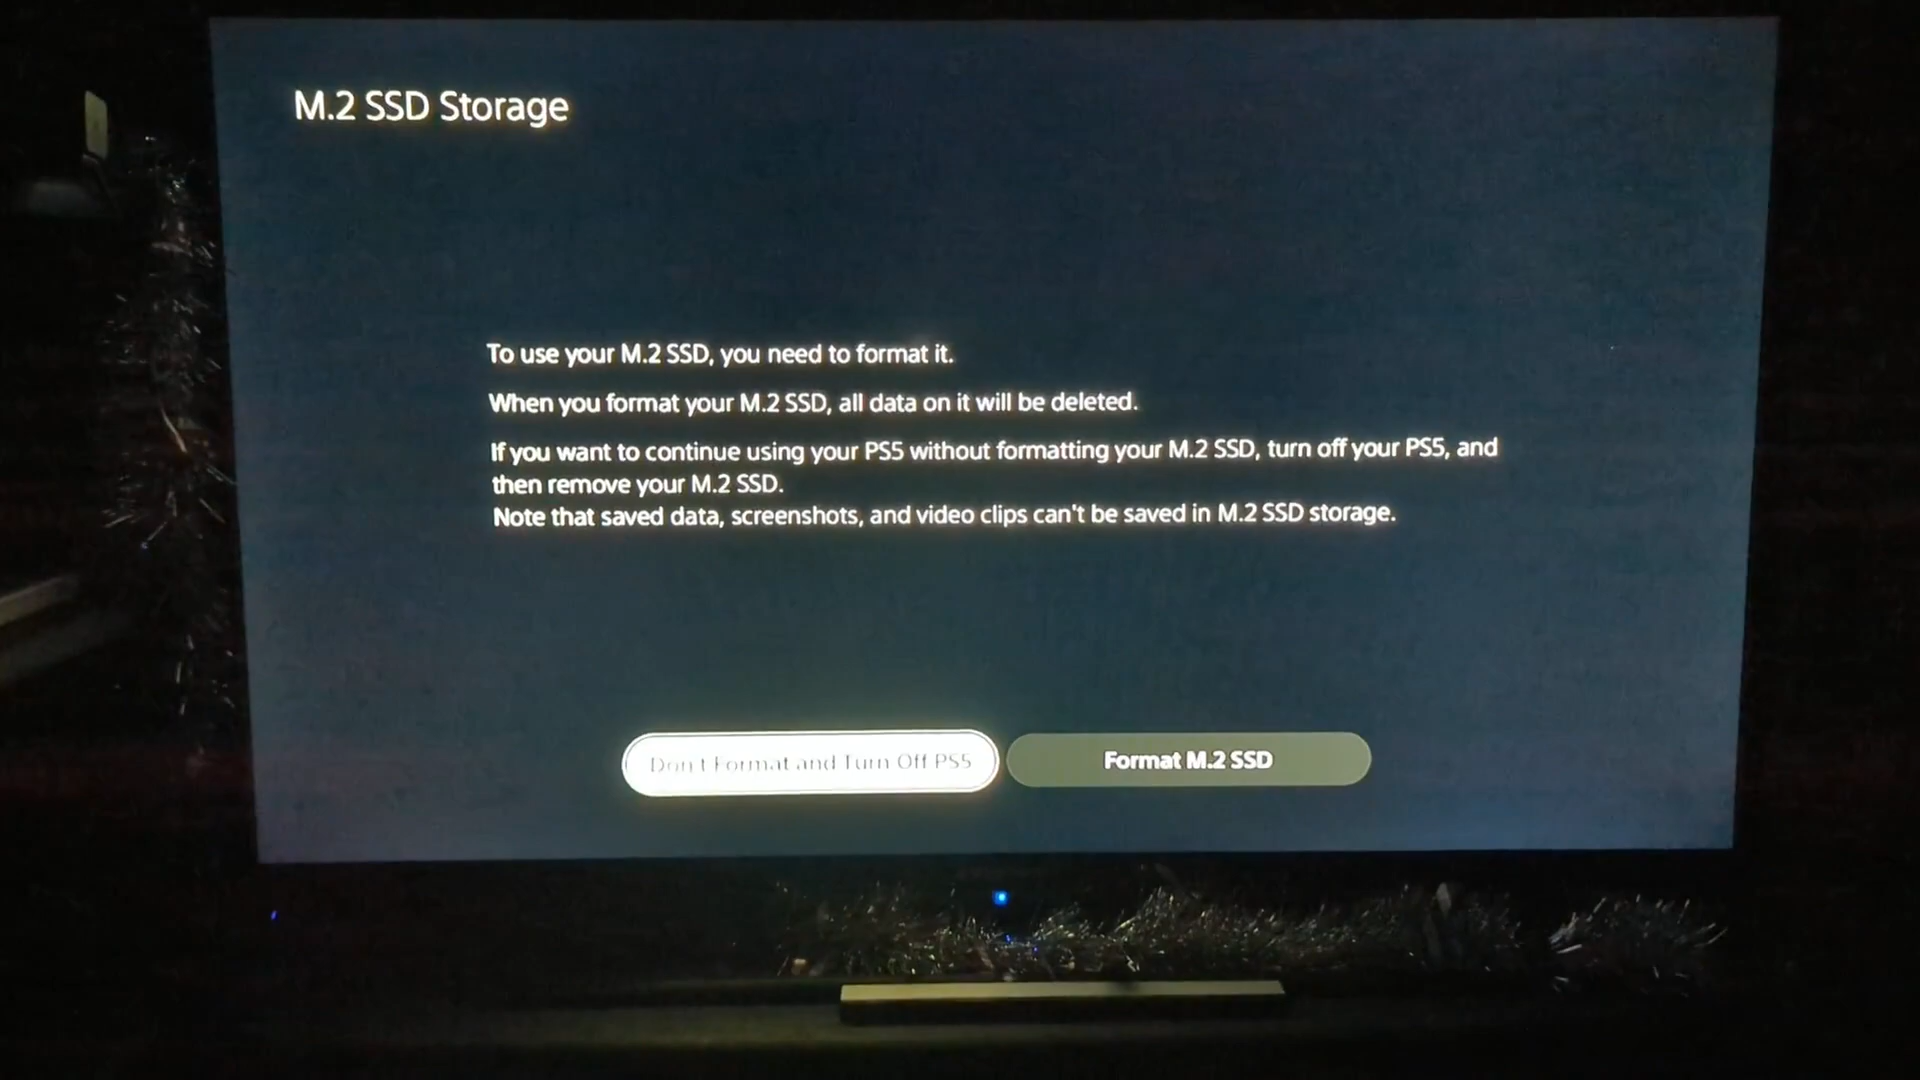 M.2 SSD Storage
To use your M.2 SSD, you need to format it.
When you format your M.2 SSD, all data on it will be deleted.
If you want to continue using your PS5 without formatting your M.2 SSD, turn off your PS5, and
then remove your M.2 SSD.
Note that saved data, screenshots, and video clips can't be saved in M.2 SSD storage.
Don't Format and Turn Off PS5
Format M.2 SSD